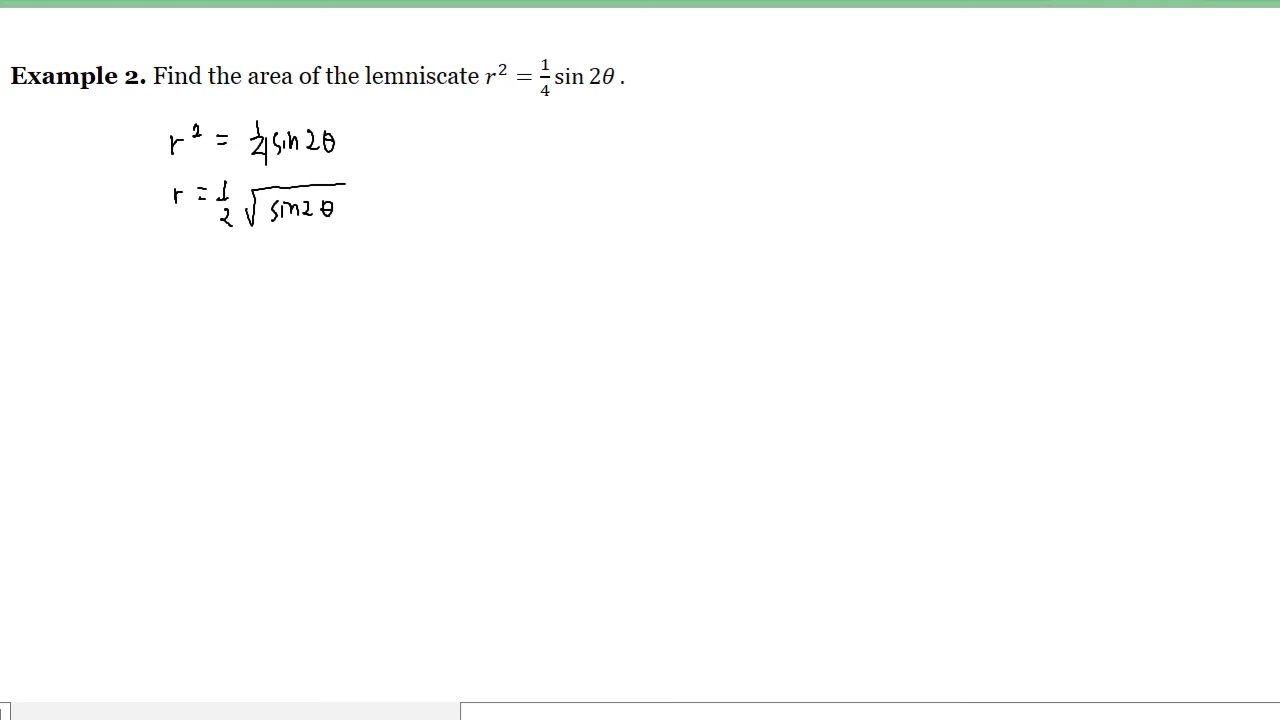 Example 2. Find the area of the lemniscate r² = 1/4 sin 2θ .
r² = 1/4 sin 2θ
r = 1/2 √(sin 2θ)